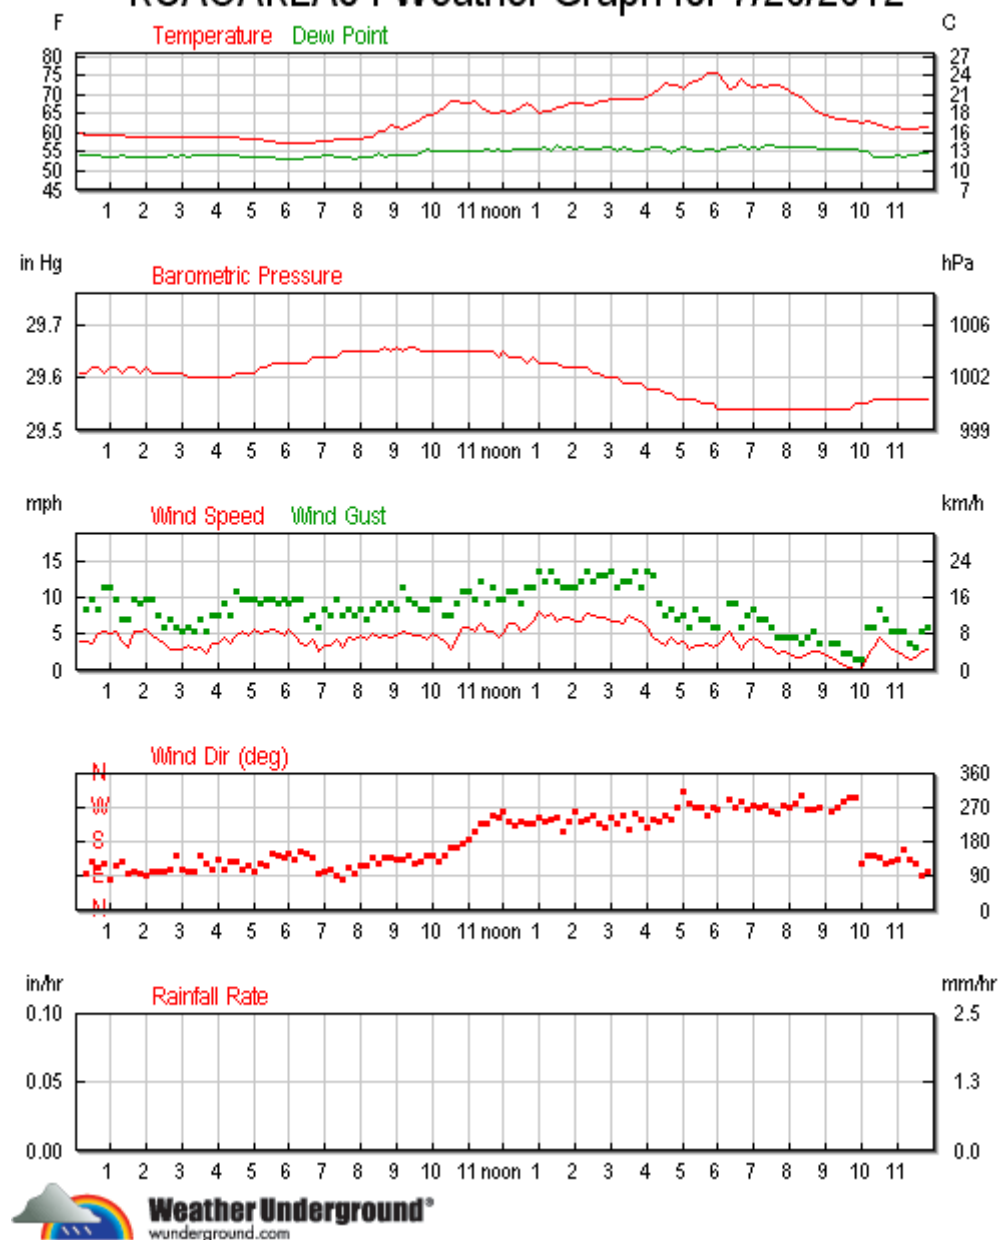 Weather Graph for 7/20/2012
F C
Temperature Dew Point
80 27
75 24
70 21
65 18
60 16
55 13
50 10
45 7
1 2 3 4 5 6 7 8 9 10 11 noon 1 2 3 4 5 6 7 8 9 10 11
in Hg hPa
Barometric Pressure
29.7 1006
29.6 1002
29.5 999
1 2 3 4 5 6 7 8 9 10 11 noon 1 2 3 4 5 6 7 8 9 10 11
mph km/h
Wind Speed Wind Gust
15 24
10 16
5 8
0 0
1 2 3 4 5 6 7 8 9 10 11 noon 1 2 3 4 5 6 7 8 9 10 11
Wind Dir (deg)
N 360
W 270
S 180
E 90
N 0
1 2 3 4 5 6 7 8 9 10 11 noon 1 2 3 4 5 6 7 8 9 10 11
in/hr mm/hr
Rainfall Rate
0.10 2.5
0.05 1.3
0.00 0.0
1 2 3 4 5 6 7 8 9 10 11 noon 1 2 3 4 5 6 7 8 9 10 11
Weather Underground®
wunderground.com